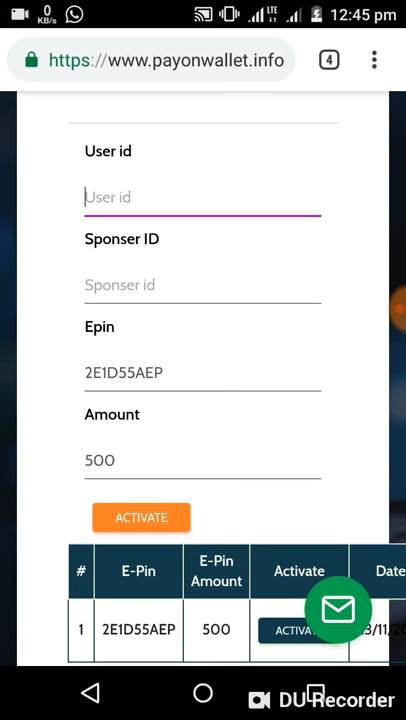 0 KB/s LTE 12:45 pm
https://www.payonwallet.info 4
User id
User id
Sponser ID
Sponser id
Epin
2E1D55AEP
Amount
500
ACTIVATE
# E-Pin E-Pin Amount Activate Date
1 2E1D55AEP 500
DU Recorder